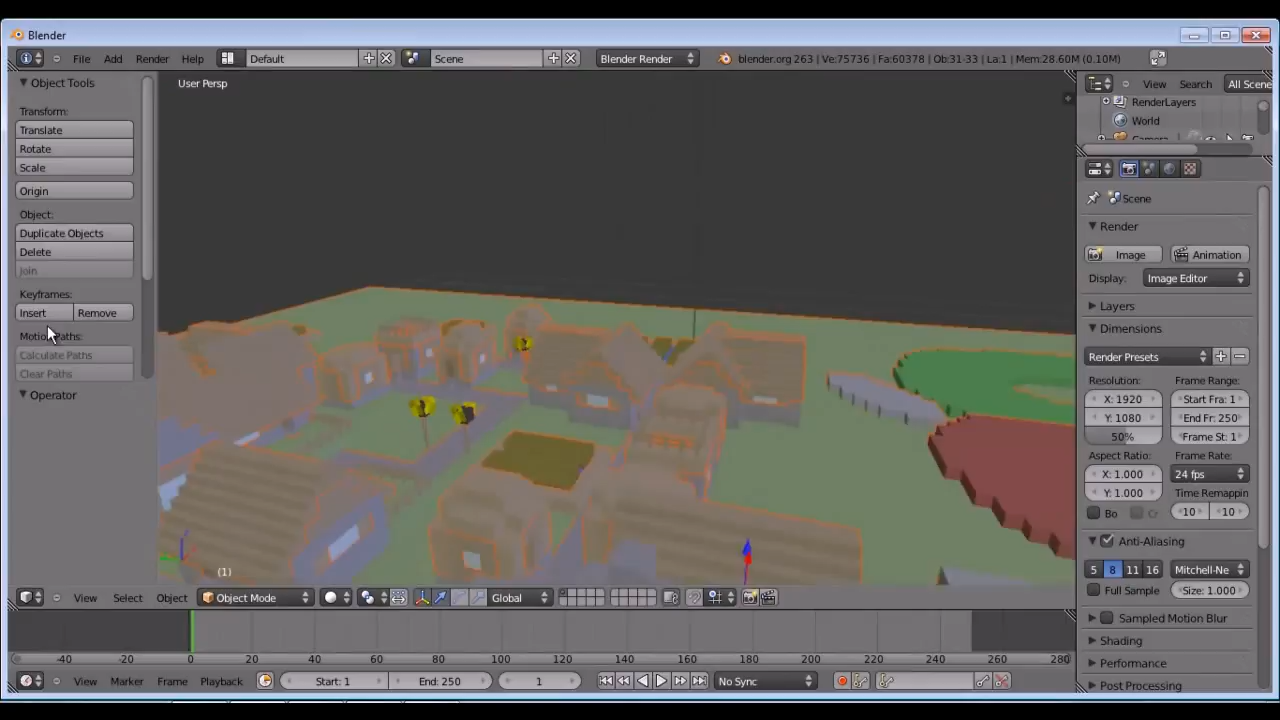 Blender
File Add Render Help Default Scene Blender Render blender.org 263 | Ve:75736 | Fa:60378 | Ob:31-33 | La:1 | Mem:28.60M (0.10M)
Object Tools
Transform:
Translate
Rotate
Scale
Origin
Object:
Duplicate Objects
Delete
Join
Keyframes:
Insert Remove
Motion Paths:
Calculate Paths
Clear Paths
Operator
User Persp
(1)
View Search All Scene
RenderLayers
World
Camera
Scene
Render
Image Animation
Display: Image Editor
Layers
Dimensions
Render Presets
Resolution: Frame Range:
X: 1920 Start Fra: 1
Y: 1080 End Fr: 250
50% Frame St: 1
Aspect Ratio: Frame Rate:
X: 1.000 24 fps
Y: 1.000 Time Remappin
Bo Cr 10 10
Anti-Aliasing
5 8 11 16 Mitchell-Ne
Full Sample Size: 1.000
Sampled Motion Blur
Shading
Performance
Post Processing
View Select Object Object Mode Global
-40 -20 0 20 40 60 80 100 120 140 160 180 200 220 240 260 280
View Marker Frame Playback Start: 1 End: 250 1 No Sync